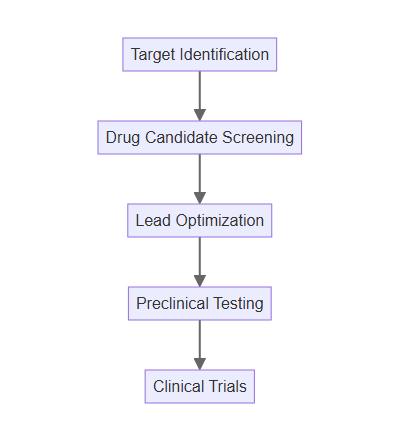 Target Identification
Drug Candidate Screening
Lead Optimization
Preclinical Testing
Clinical Trials